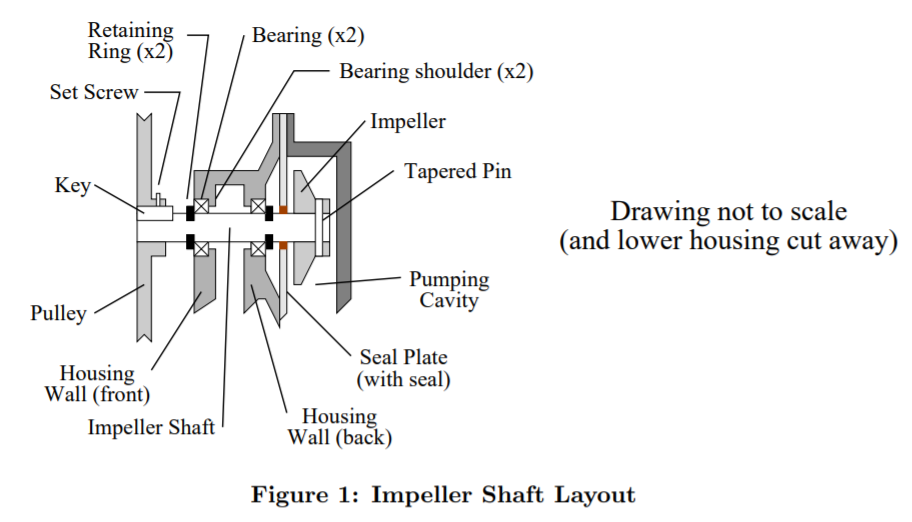 Retaining
Ring (x2)
Bearing (x2)
Bearing shoulder (x2)
Set Screw
Impeller
Tapered Pin
Key
Drawing not to scale
(and lower housing cut away)
Pumping
Cavity
Pulley
Seal Plate
(with seal)
Housing
Wall (front)
Impeller Shaft
Housing
Wall (back)
Figure 1: Impeller Shaft Layout